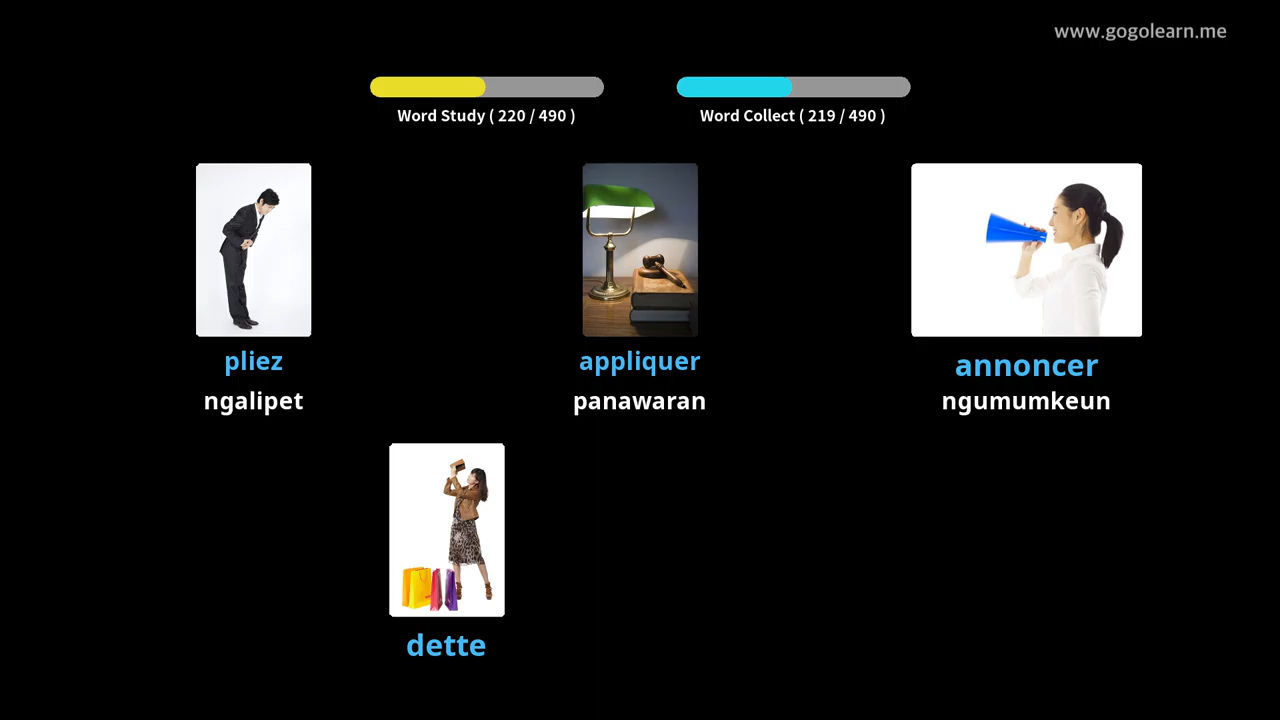 www.gogolearn.me
Word Study ( 220 / 490 )
Word Collect ( 219 / 490 )
pliez
appliquer
annoncer
ngalipet
panawaran
ngumumkeun
dette